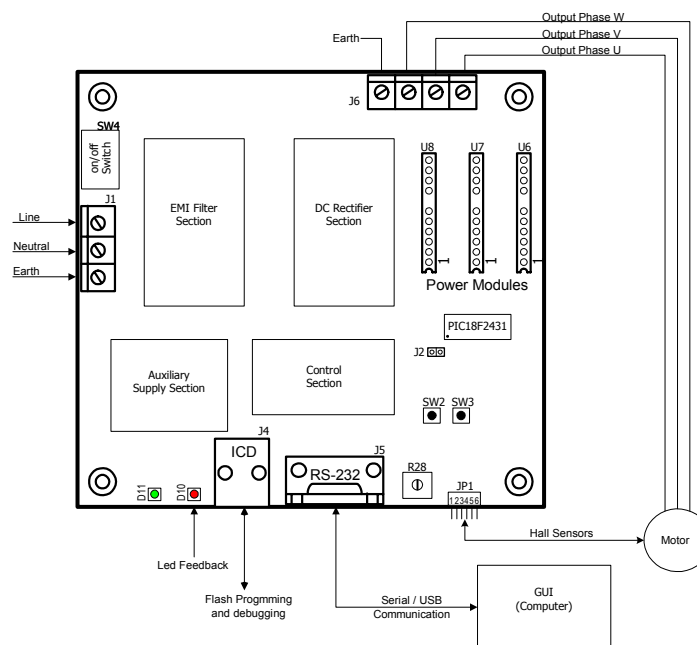 Output Phase W
Output Phase V
Output Phase U
Earth
J6
SW4
on/off
Switch
J1
Line
Neutral
Earth
EMI Filter
Section
DC Rectifier
Section
U8
U7
U6
1
1
1
Power Modules
PIC18F2431
J2
Auxiliary
Supply Section
Control
Section
SW2
SW3
J4
ICD
J5
RS-232
R28
JP1
123456
D11
D10
Hall Sensors
Motor
Led Feedback
Flash Progmming
and debugging
Serial / USB
Communication
GUI
(Computer)